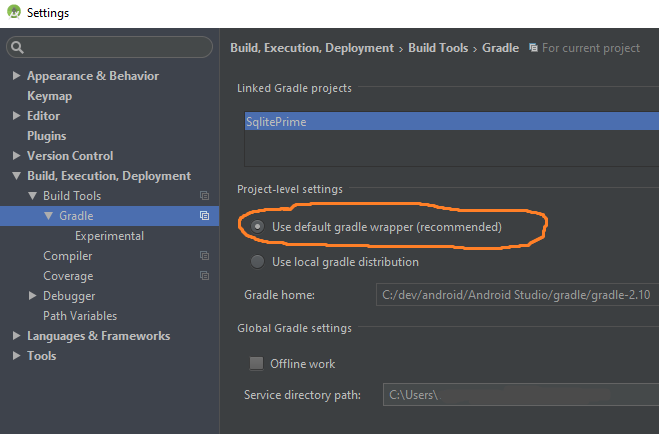 Settings
Build, Execution, Deployment › Build Tools › Gradle For current project
Appearance & Behavior
Keymap
Editor
Plugins
Version Control
Build, Execution, Deployment
Build Tools
Gradle
Experimental
Compiler
Coverage
Debugger
Path Variables
Languages & Frameworks
Tools
Linked Gradle projects
SqlitePrime
Project-level settings
Use default gradle wrapper (recommended)
Use local gradle distribution
Gradle home: C:/dev/android/Android Studio/gradle/gradle-2.10
Global Gradle settings
Offline work
Service directory path: C:\Users\